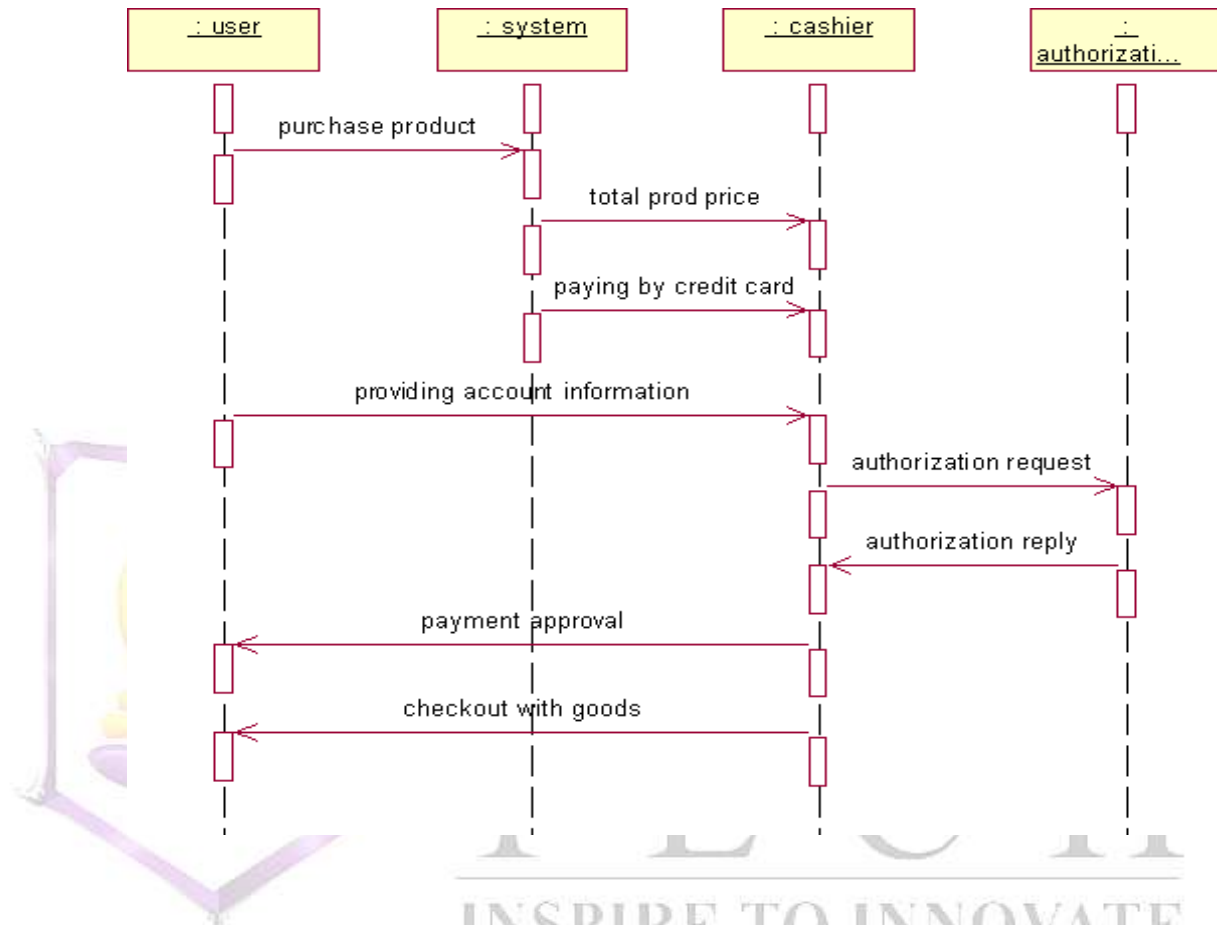 : user
: system
: cashier
:
authorizati...
purchase product
total prod price
paying by credit card
providing account information
authorization request
authorization reply
payment approval
checkout with goods
INSPIRE TO INNOVATE